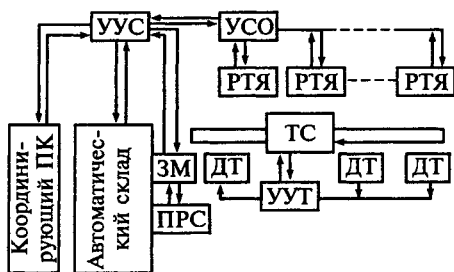 УУС
УСО
РТЯ
РТЯ
РТЯ
Координи-
рующий ПК
Автоматичес-
кий склад
ЗМ
ПРС
ТС
ДТ
УУТ
ДТ
ДТ